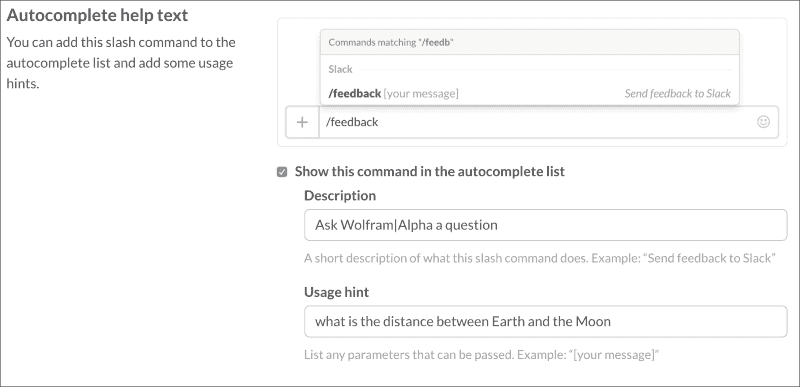 Autocomplete help text
You can add this slash command to the
autocomplete list and add some usage
hints.
Commands matching "/feedb"
Slack
/feedback [your message] Send feedback to Slack
/feedback
Show this command in the autocomplete list
Description
Ask Wolfram|Alpha a question
A short description of what this slash command does. Example: “Send feedback to Slack”
Usage hint
what is the distance between Earth and the Moon
List any parameters that can be passed. Example: “[your message]”